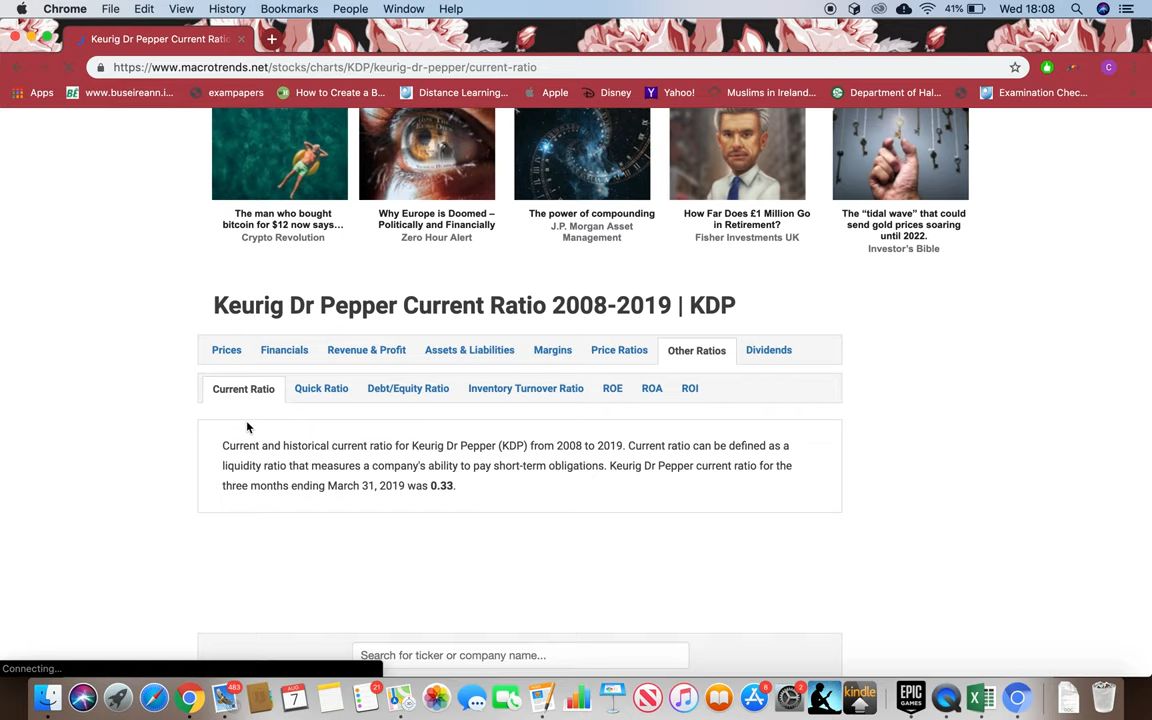 Chrome File Edit View History Bookmarks People Window Help 41% Wed 18:08
Keurig Dr Pepper Current Ratio
https://www.macrotrends.net/stocks/charts/KDP/keurig-dr-pepper/current-ratio
C
Apps BÉ www.buseireann.i... exampapers How to Create a B... Distance Learning... Apple Disney Yahoo! Muslims in Ireland... Department of Hal... Examination Chec...
The man who bought
bitcoin for $12 now says...
Crypto Revolution
Why Europe is Doomed –
Politically and Financially
Zero Hour Alert
The power of compounding
J.P. Morgan Asset
Management
How Far Does £1 Million Go
in Retirement?
Fisher Investments UK
The “tidal wave” that could
send gold prices soaring
until 2022.
Investor's Bible
Keurig Dr Pepper Current Ratio 2008-2019 | KDP
Prices Financials Revenue & Profit Assets & Liabilities Margins Price Ratios Other Ratios Dividends
Current Ratio Quick Ratio Debt/Equity Ratio Inventory Turnover Ratio ROE ROA ROI
Current and historical current ratio for Keurig Dr Pepper (KDP) from 2008 to 2019. Current ratio can be defined as a
liquidity ratio that measures a company's ability to pay short-term obligations. Keurig Dr Pepper current ratio for the
three months ending March 31, 2019 was 0.33.
Search for ticker or company name...
Connecting...
483 AUG 7 21 8 2 kindle EPIC GAMES